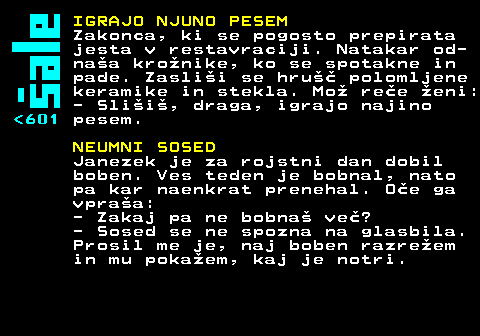 šale
IGRAJO NJUNO PESEM
Zakonca, ki se pogosto prepirata
jesta v restavraciji. Natakar od-
naša krožnike, ko se spotakne in
pade. Zasliši se hrušč polomljene
keramike in stekla. Mož reče ženi:
- Slišiš, draga, igrajo najino
pesem.
<601
NEUMNI SOSED
Janezek je za rojstni dan dobil
boben. Ves teden je bobnal, nato
pa kar naenkrat prenehal. Oče ga
vpraša:
- Zakaj pa ne bobnaš več?
- Sosed se ne spozna na glasbila.
Prosil me je, naj boben razrežem
in mu pokažem, kaj je notri.